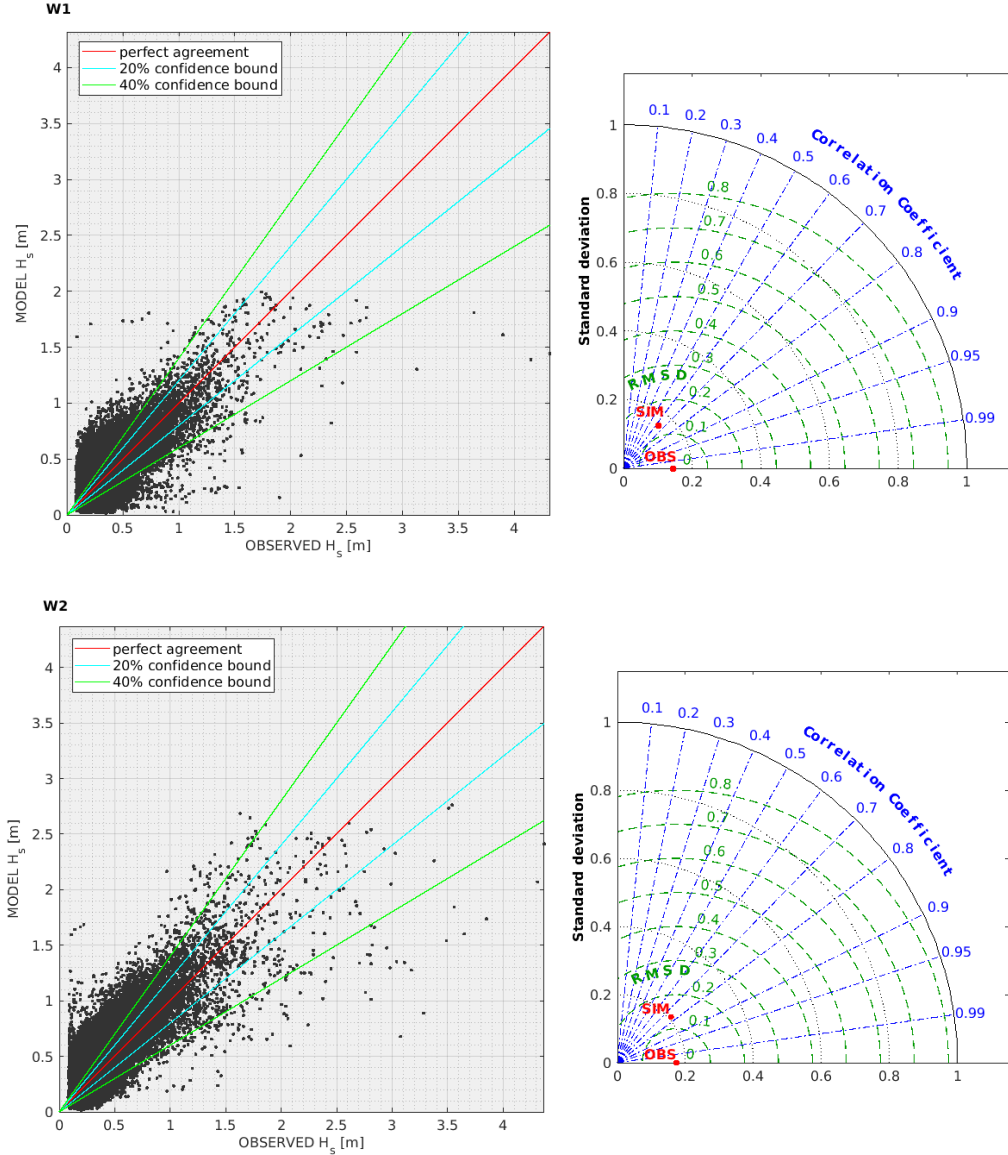 W1
perfect agreement
20% confidence bound
40% confidence bound
4
3.5
3
2.5
2
1.5
1
0.5
0
MODEL Hs [m]
0 0.5 1 1.5 2 2.5 3 3.5 4
OBSERVED Hs [m]
Standard deviation
1
0.8
0.6
0.4
0.2
0
0.1 0.2 0.3 0.4 0.5 0.6 0.7 0.8 0.9 0.95 0.99
Correlation Coefficient
0.8
0.7
0.6
0.5
0.4
0.3
0.2
0.1
0
RMSD
SIM
OBS
0 0.2 0.4 0.6 0.8 1
W2
perfect agreement
20% confidence bound
40% confidence bound
4
3.5
3
2.5
2
1.5
1
0.5
0
MODEL Hs [m]
0 0.5 1 1.5 2 2.5 3 3.5 4
OBSERVED Hs [m]
Standard deviation
1
0.8
0.6
0.4
0.2
0
0.1 0.2 0.3 0.4 0.5 0.6 0.7 0.8 0.9 0.95 0.99
Correlation Coefficient
0.8
0.7
0.6
0.5
0.4
0.3
0.2
0.1
0
RMSD
SIM
OBS
0 0.2 0.4 0.6 0.8 1